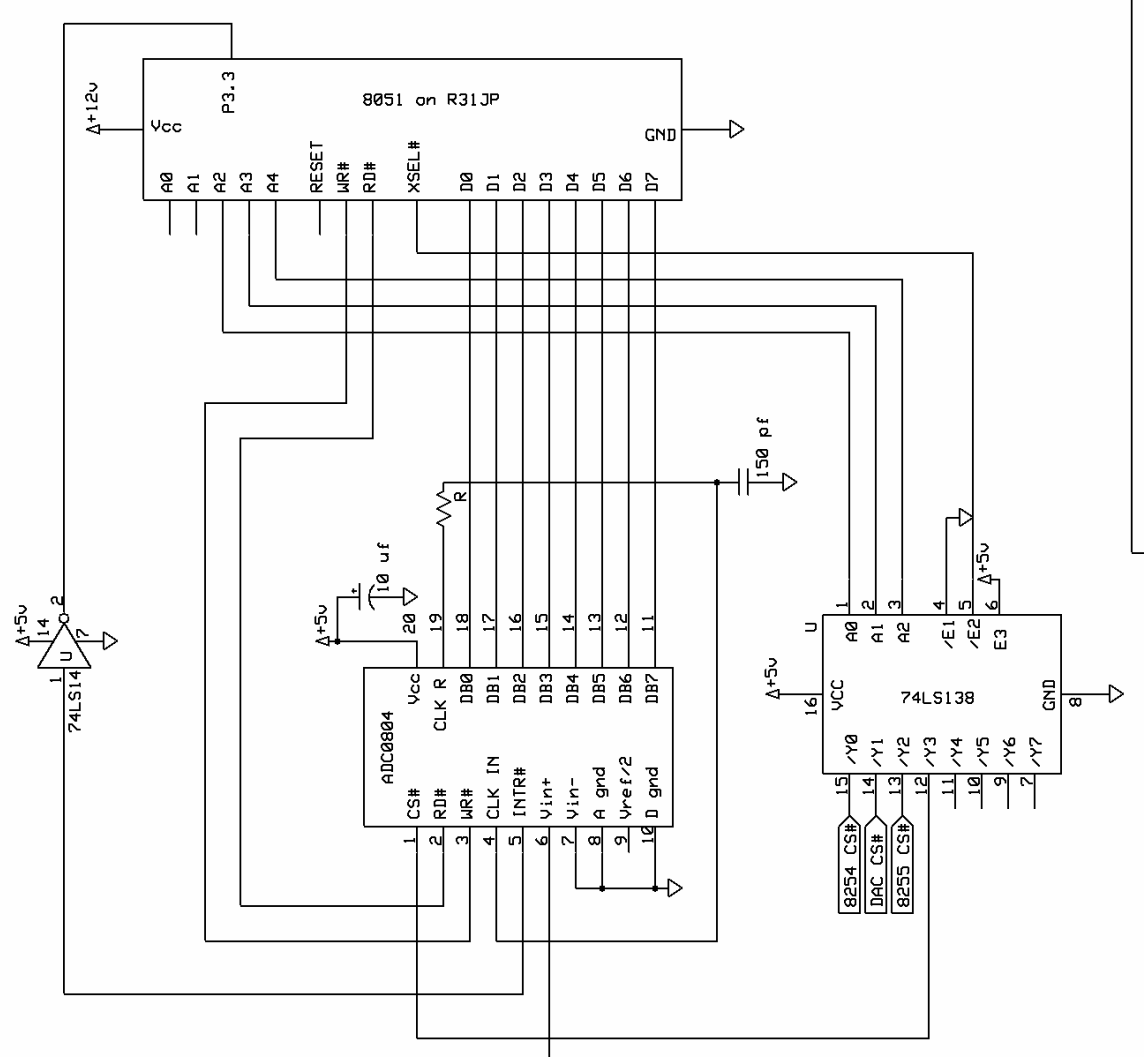 P3.3
8051 on R31JP
+12v
Vcc
GND
A0
A1
A2
A3
A4
RESET
WR#
RD#
XSEL#
D0
D1
D2
D3
D4
D5
D6
D7
150 pf
R
10 uf
+5v
20
19
18
17
16
15
14
13
12
11
Vcc
CLK R
DB0
DB1
DB2
DB3
DB4
DB5
DB6
DB7
ADC0804
CS#
RD#
WR#
CLK IN
INTR#
Vin+
Vin-
A gnd
Vref/2
D gnd
1
2
3
4
5
6
7
8
9
10
2
+5v
14
7
U
1
74LS14
+5v
1
2
3
4
5
6
U
A0
A1
A2
/E1
/E2
E3
+5v
16
VCC
74LS138
GND
8
/Y0
/Y1
/Y2
/Y3
/Y4
/Y5
/Y6
/Y7
15
14
13
12
11
10
9
7
8254 CS#
DAC CS#
8255 CS#